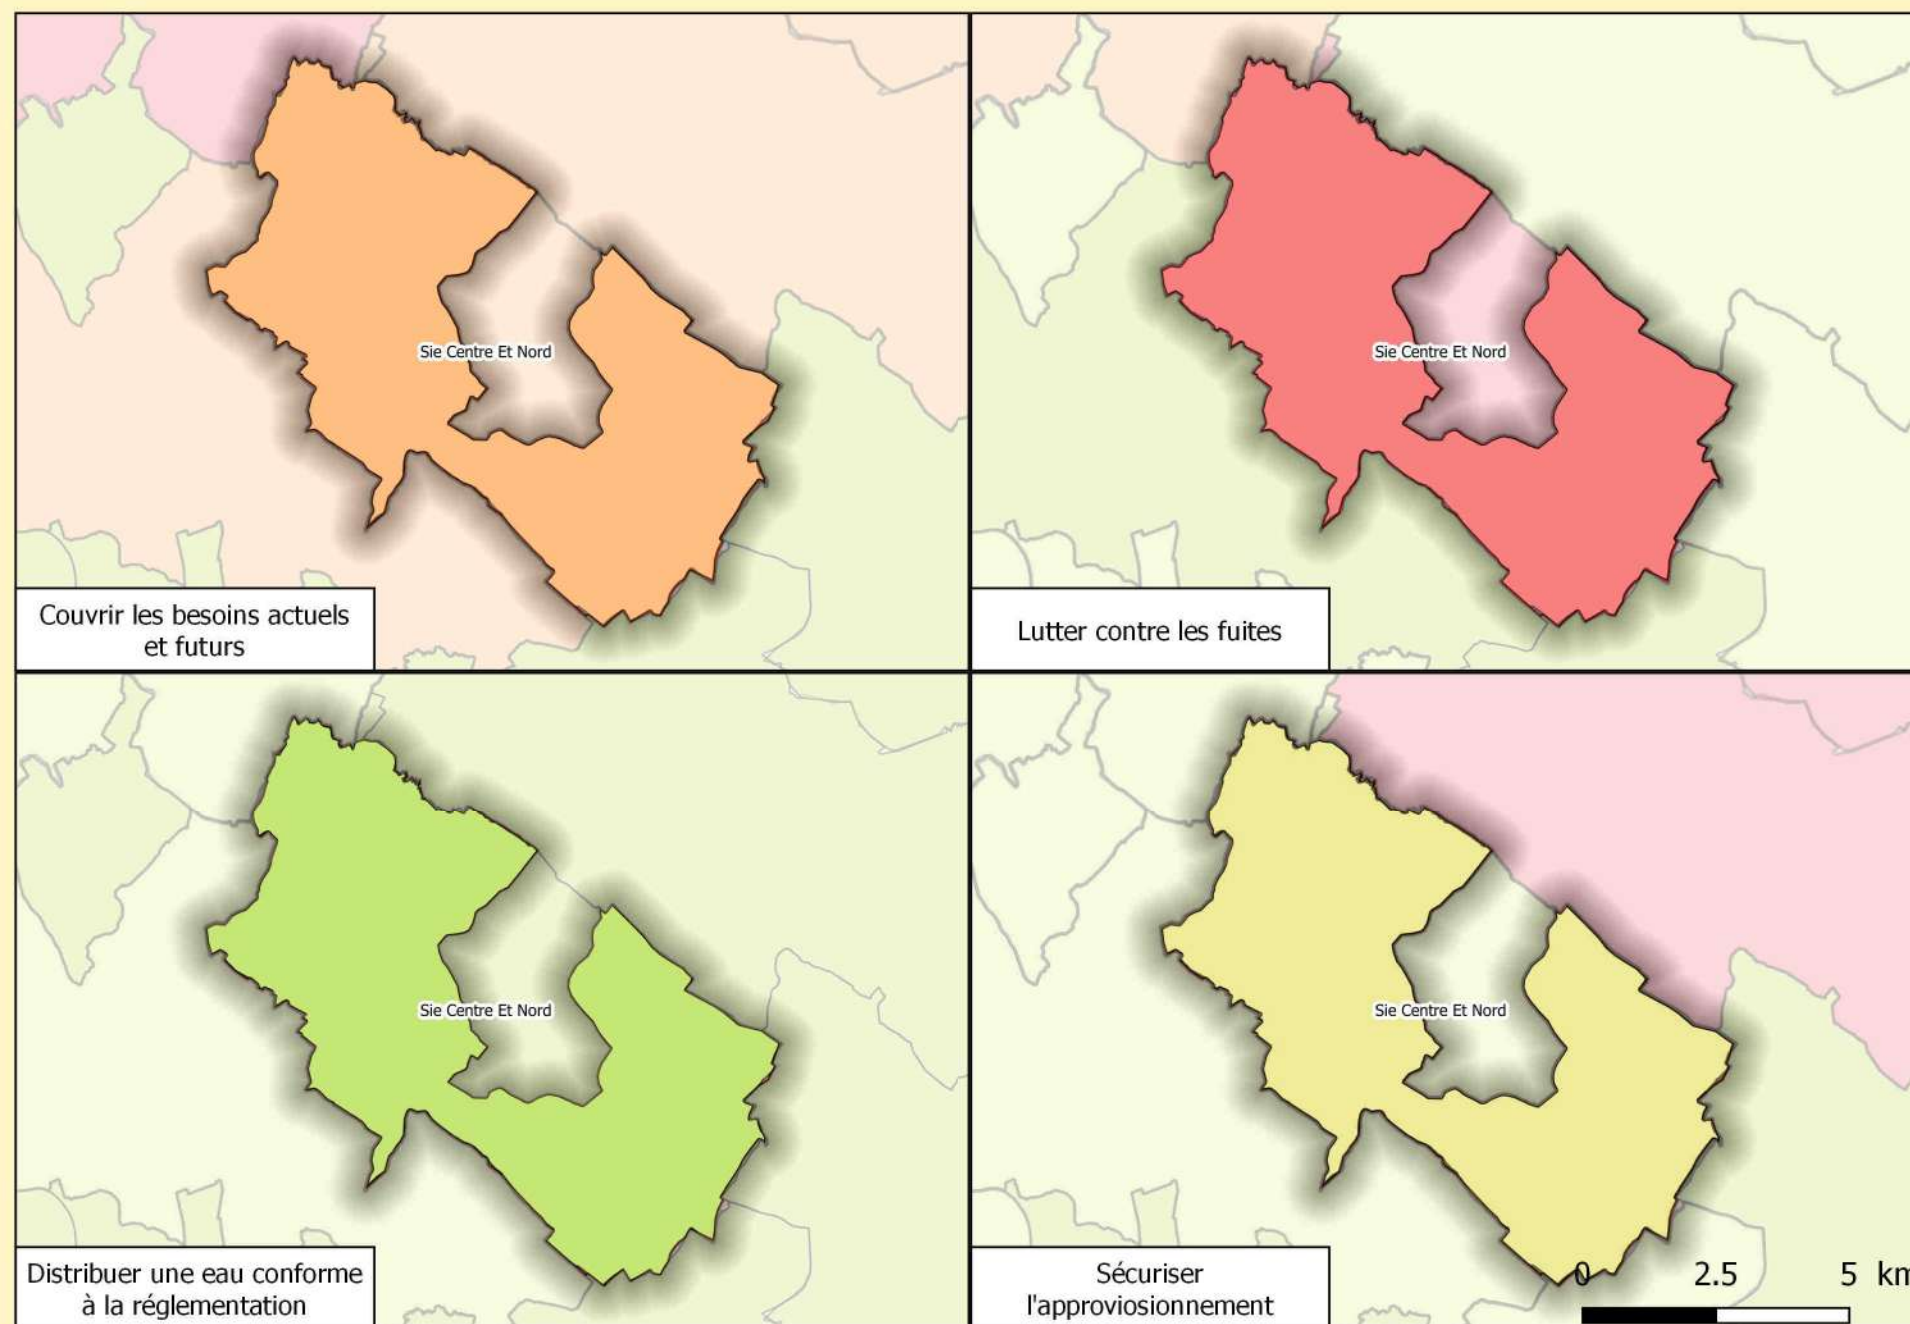 Sie Centre Et Nord
Couvrir les besoins actuels
et futurs
Sie Centre Et Nord
Lutter contre les fuites
Sie Centre Et Nord
Distribuer une eau conforme
à la réglementation
Sie Centre Et Nord
Sécuriser
l'approviosionnement
0 2.5 5 km